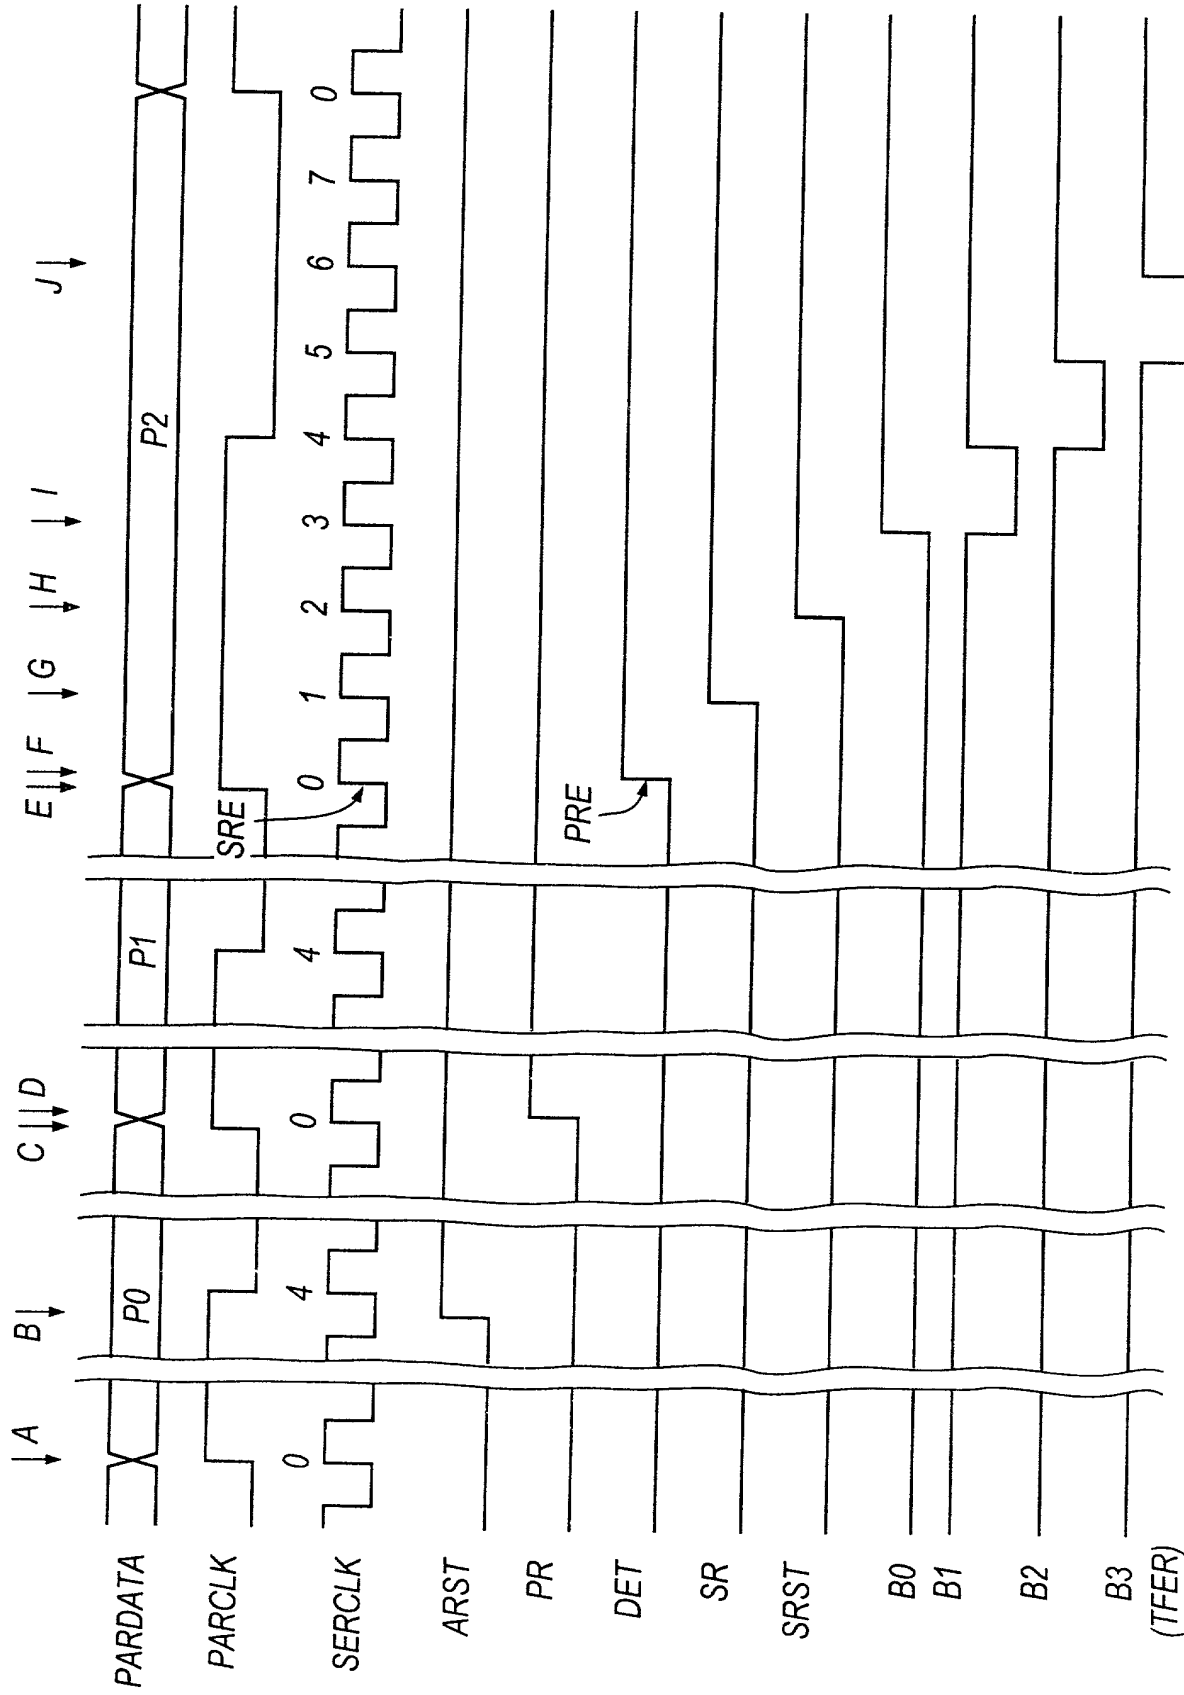 A B C D E F G H I J
PARDATA P0 P1 P2
PARCLK
SERCLK 0 4 0 4 SRE 0 1 2 3 4 5 6 7 0
ARST
PR
DET PRE
SR
SRST
B0
B1
B2
B3
(TFER)